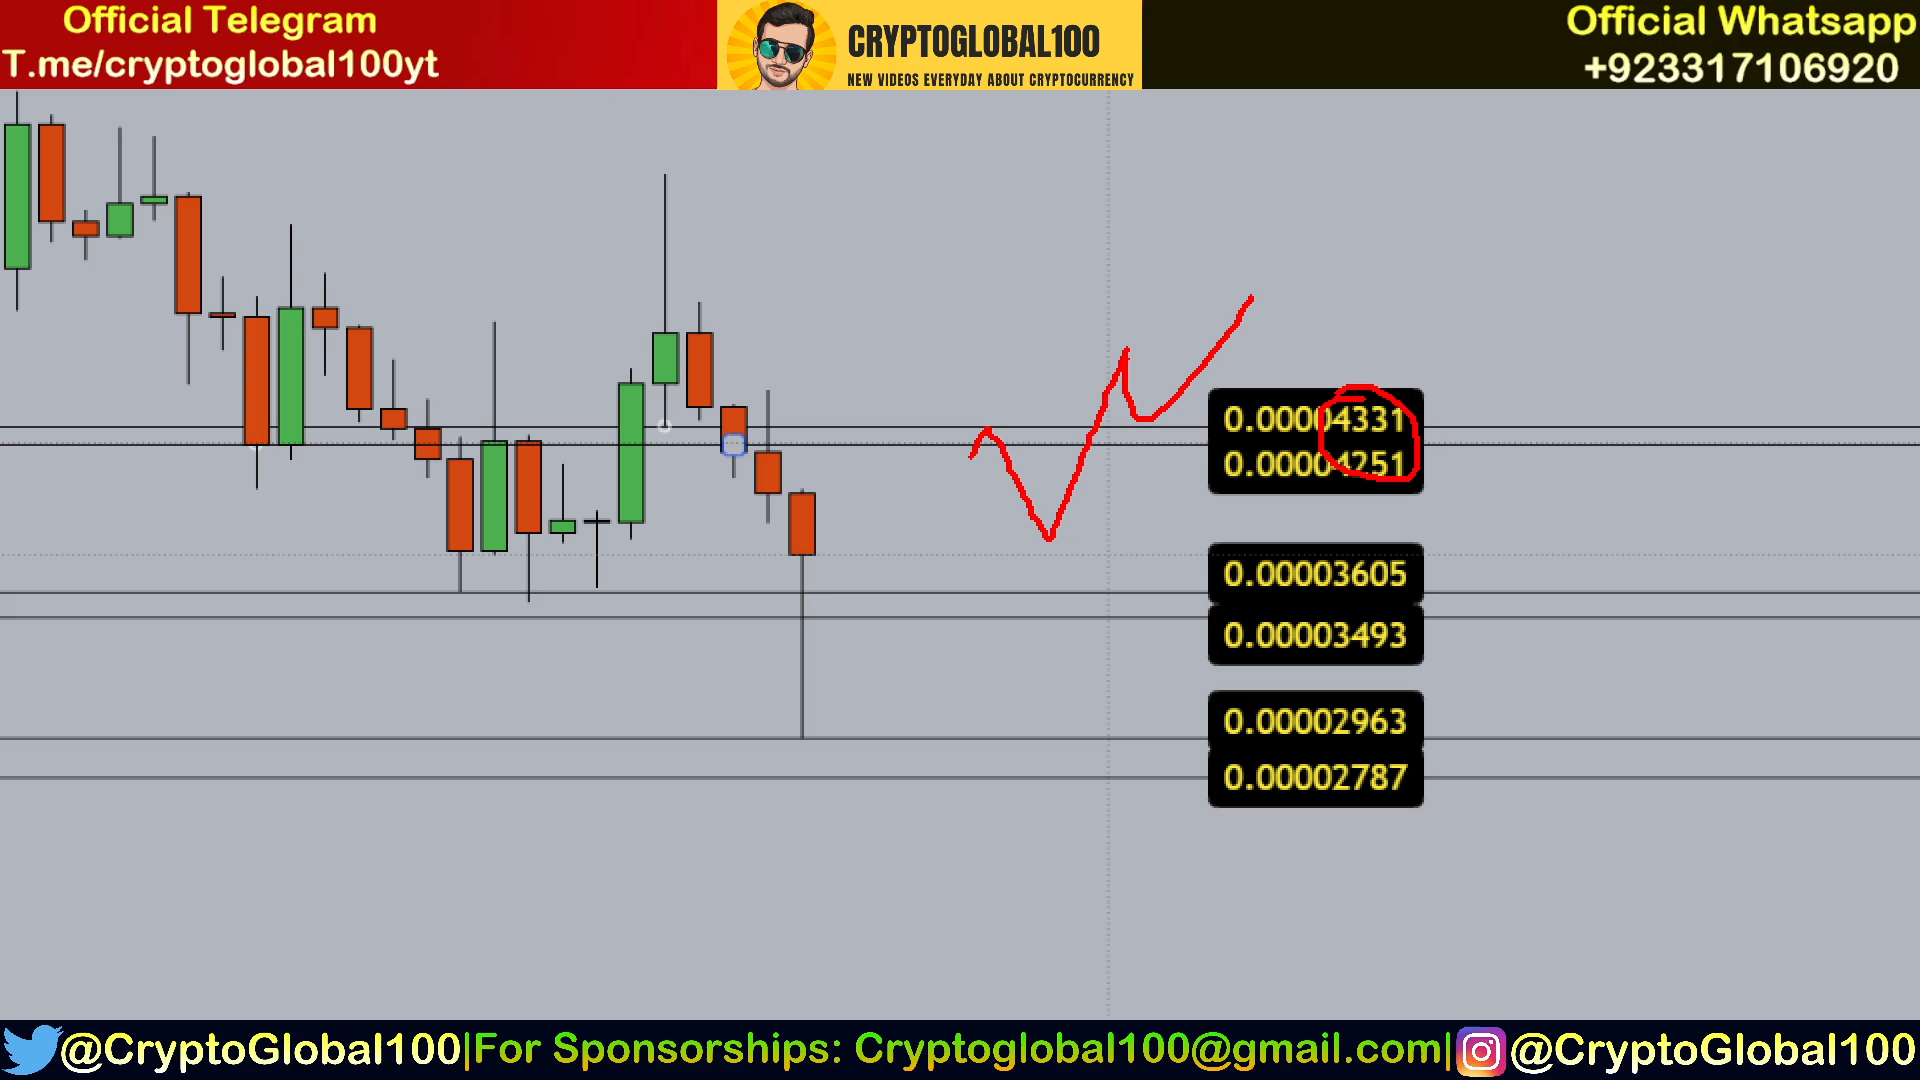 Official Telegram
T.me/cryptoglobal100yt
CRYPTOGLOBAL100
NEW VIDEOS EVERYDAY ABOUT CRYPTOCURRENCY
Official Whatsapp
+923317106920
0.00004331
0.00004251
0.00003605
0.00003493
0.00002963
0.00002787
@CryptoGlobal100|For Sponsorships: Cryptoglobal100@gmail.com| @CryptoGlobal100